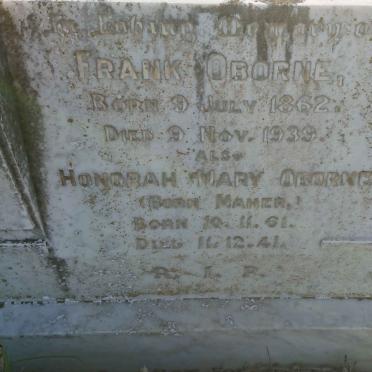 In Loving Memory of
FRANK OBORNE,
BORN 9 JULY 1862.
DIED 9 NOV. 1939.
ALSO
HONORAH MARY OBORNE
(BORN MAHER,)
BORN 10.11.61.
DIED 11.12.41.
R. I. P.